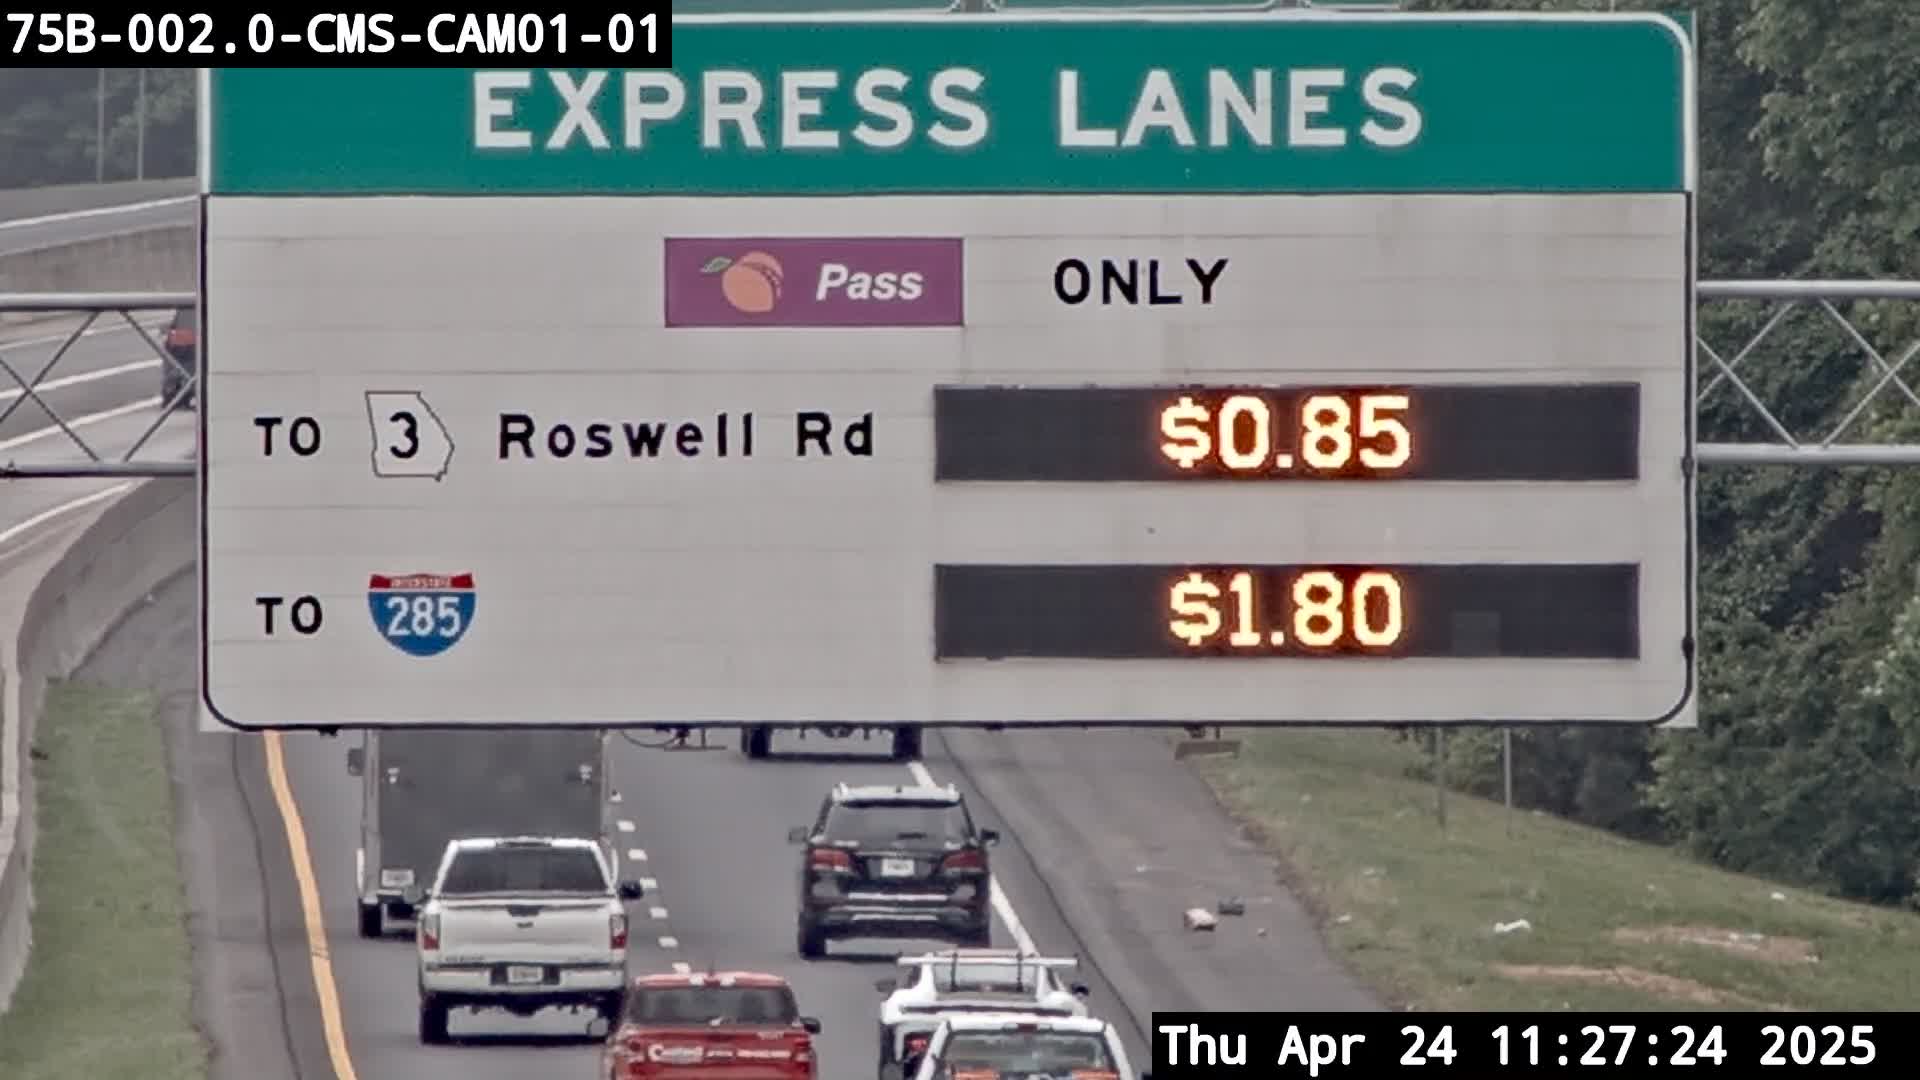 75B-002.0-CMS-CAM01-01
EXPRESS LANES
Pass ONLY
TO 3 Roswell Rd $0.85
INTERSTATE
TO 285 $1.80
Thu Apr 24 11:27:24 2025